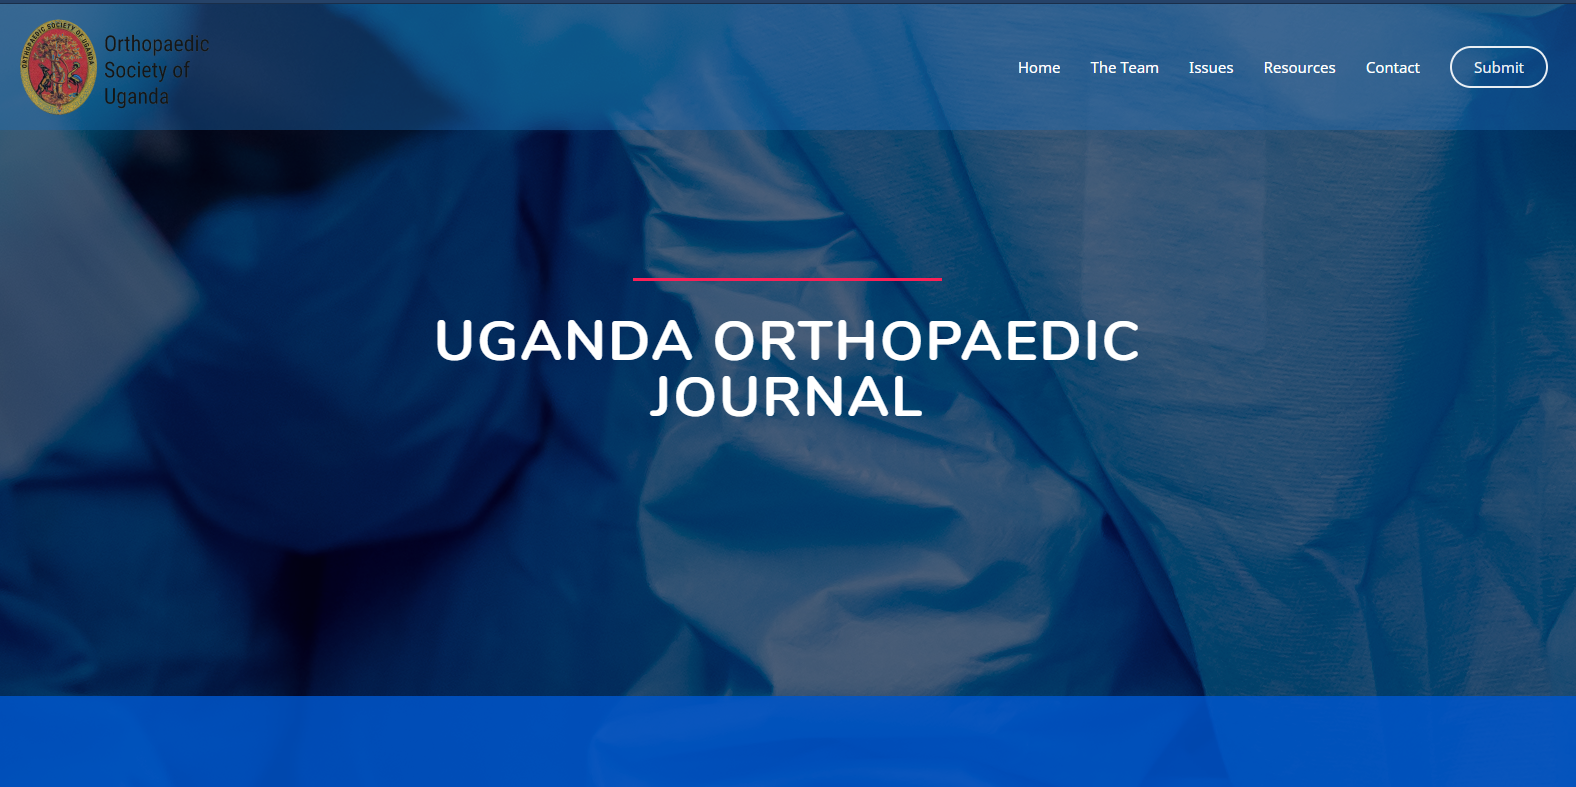 ORTHOPAEDIC SOCIETY OF UGANDA
Orthopaedic
Society of
Uganda
Home
The Team
Issues
Resources
Contact
Submit
UGANDA ORTHOPAEDIC
JOURNAL